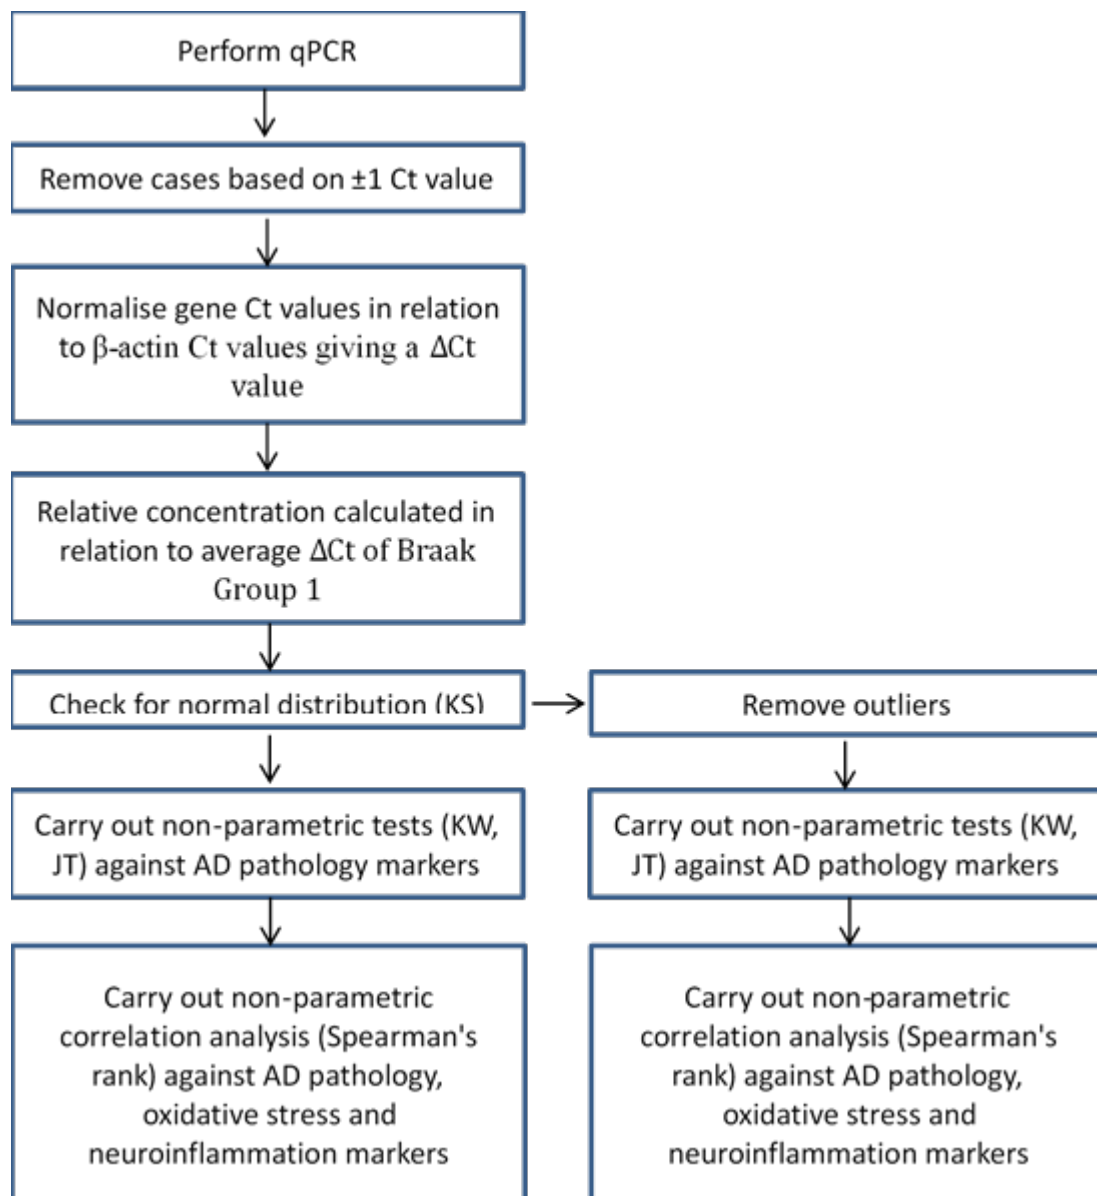 Perform qPCR
Remove cases based on ±1 Ct value
Normalise gene Ct values in relation
to β-actin Ct values giving a ΔCt
value
Relative concentration calculated in
relation to average ΔCt of Braak
Group 1
Check for normal distribution (KS)
Remove outliers
Carry out non-parametric tests (KW,
JT) against AD pathology markers
Carry out non-parametric tests (KW,
JT) against AD pathology markers
Carry out non-parametric
correlation analysis (Spearman's
rank) against AD pathology,
oxidative stress and
neuroinflammation markers
Carry out non-parametric
correlation analysis (Spearman's
rank) against AD pathology,
oxidative stress and
neuroinflammation markers